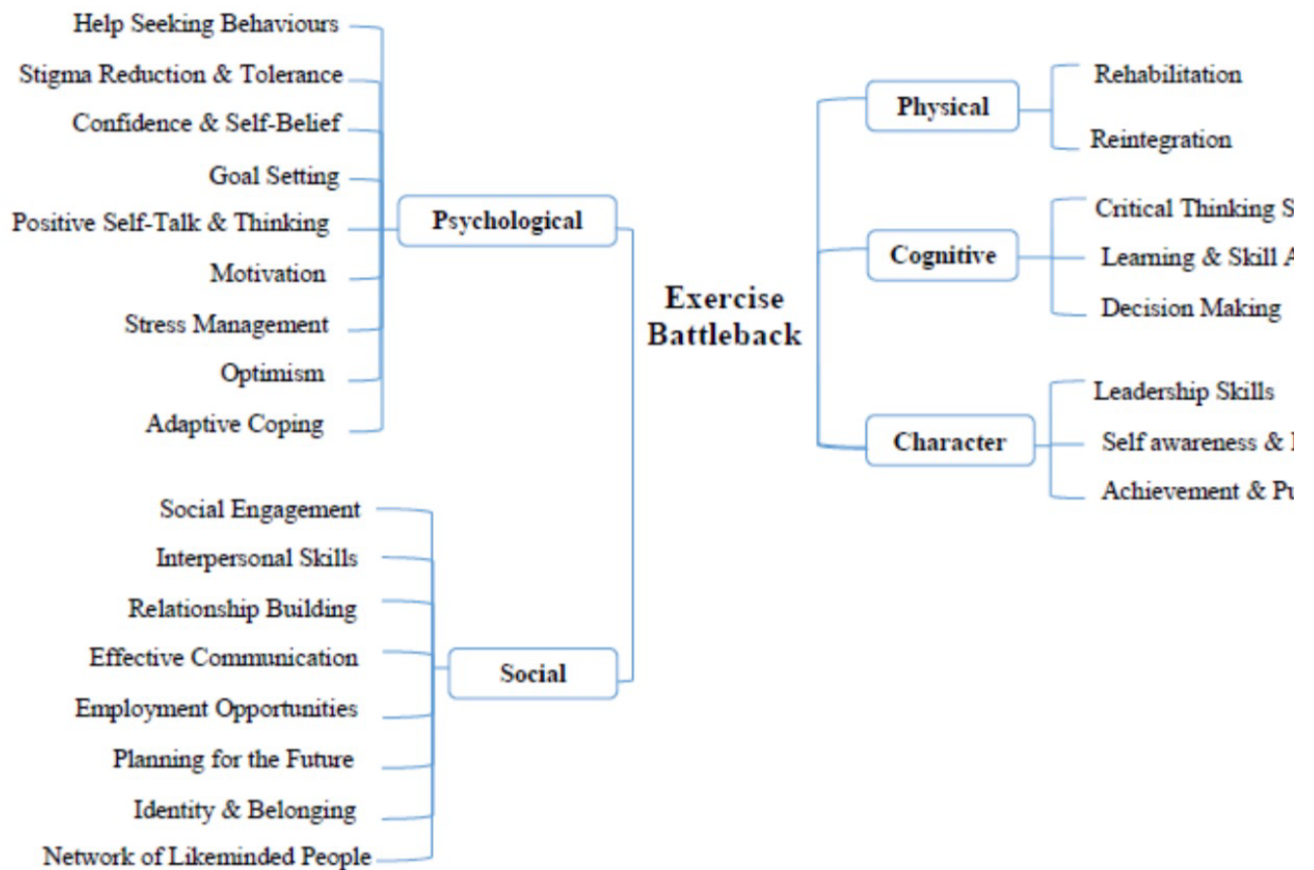 Help Seeking Behaviours
Stigma Reduction & Tolerance
Confidence & Self-Belief
Goal Setting
Positive Self-Talk & Thinking
Motivation
Stress Management
Optimism
Adaptive Coping
Psychological
Social Engagement
Interpersonal Skills
Relationship Building
Effective Communication
Employment Opportunities
Planning for the Future
Identity & Belonging
Network of Likeminded People
Social
Exercise
Battleback
Physical
Rehabilitation
Reintegration
Cognitive
Critical Thinking
Learning & Skill
Decision Making
Character
Leadership Skills
Self awareness &
Achievement &